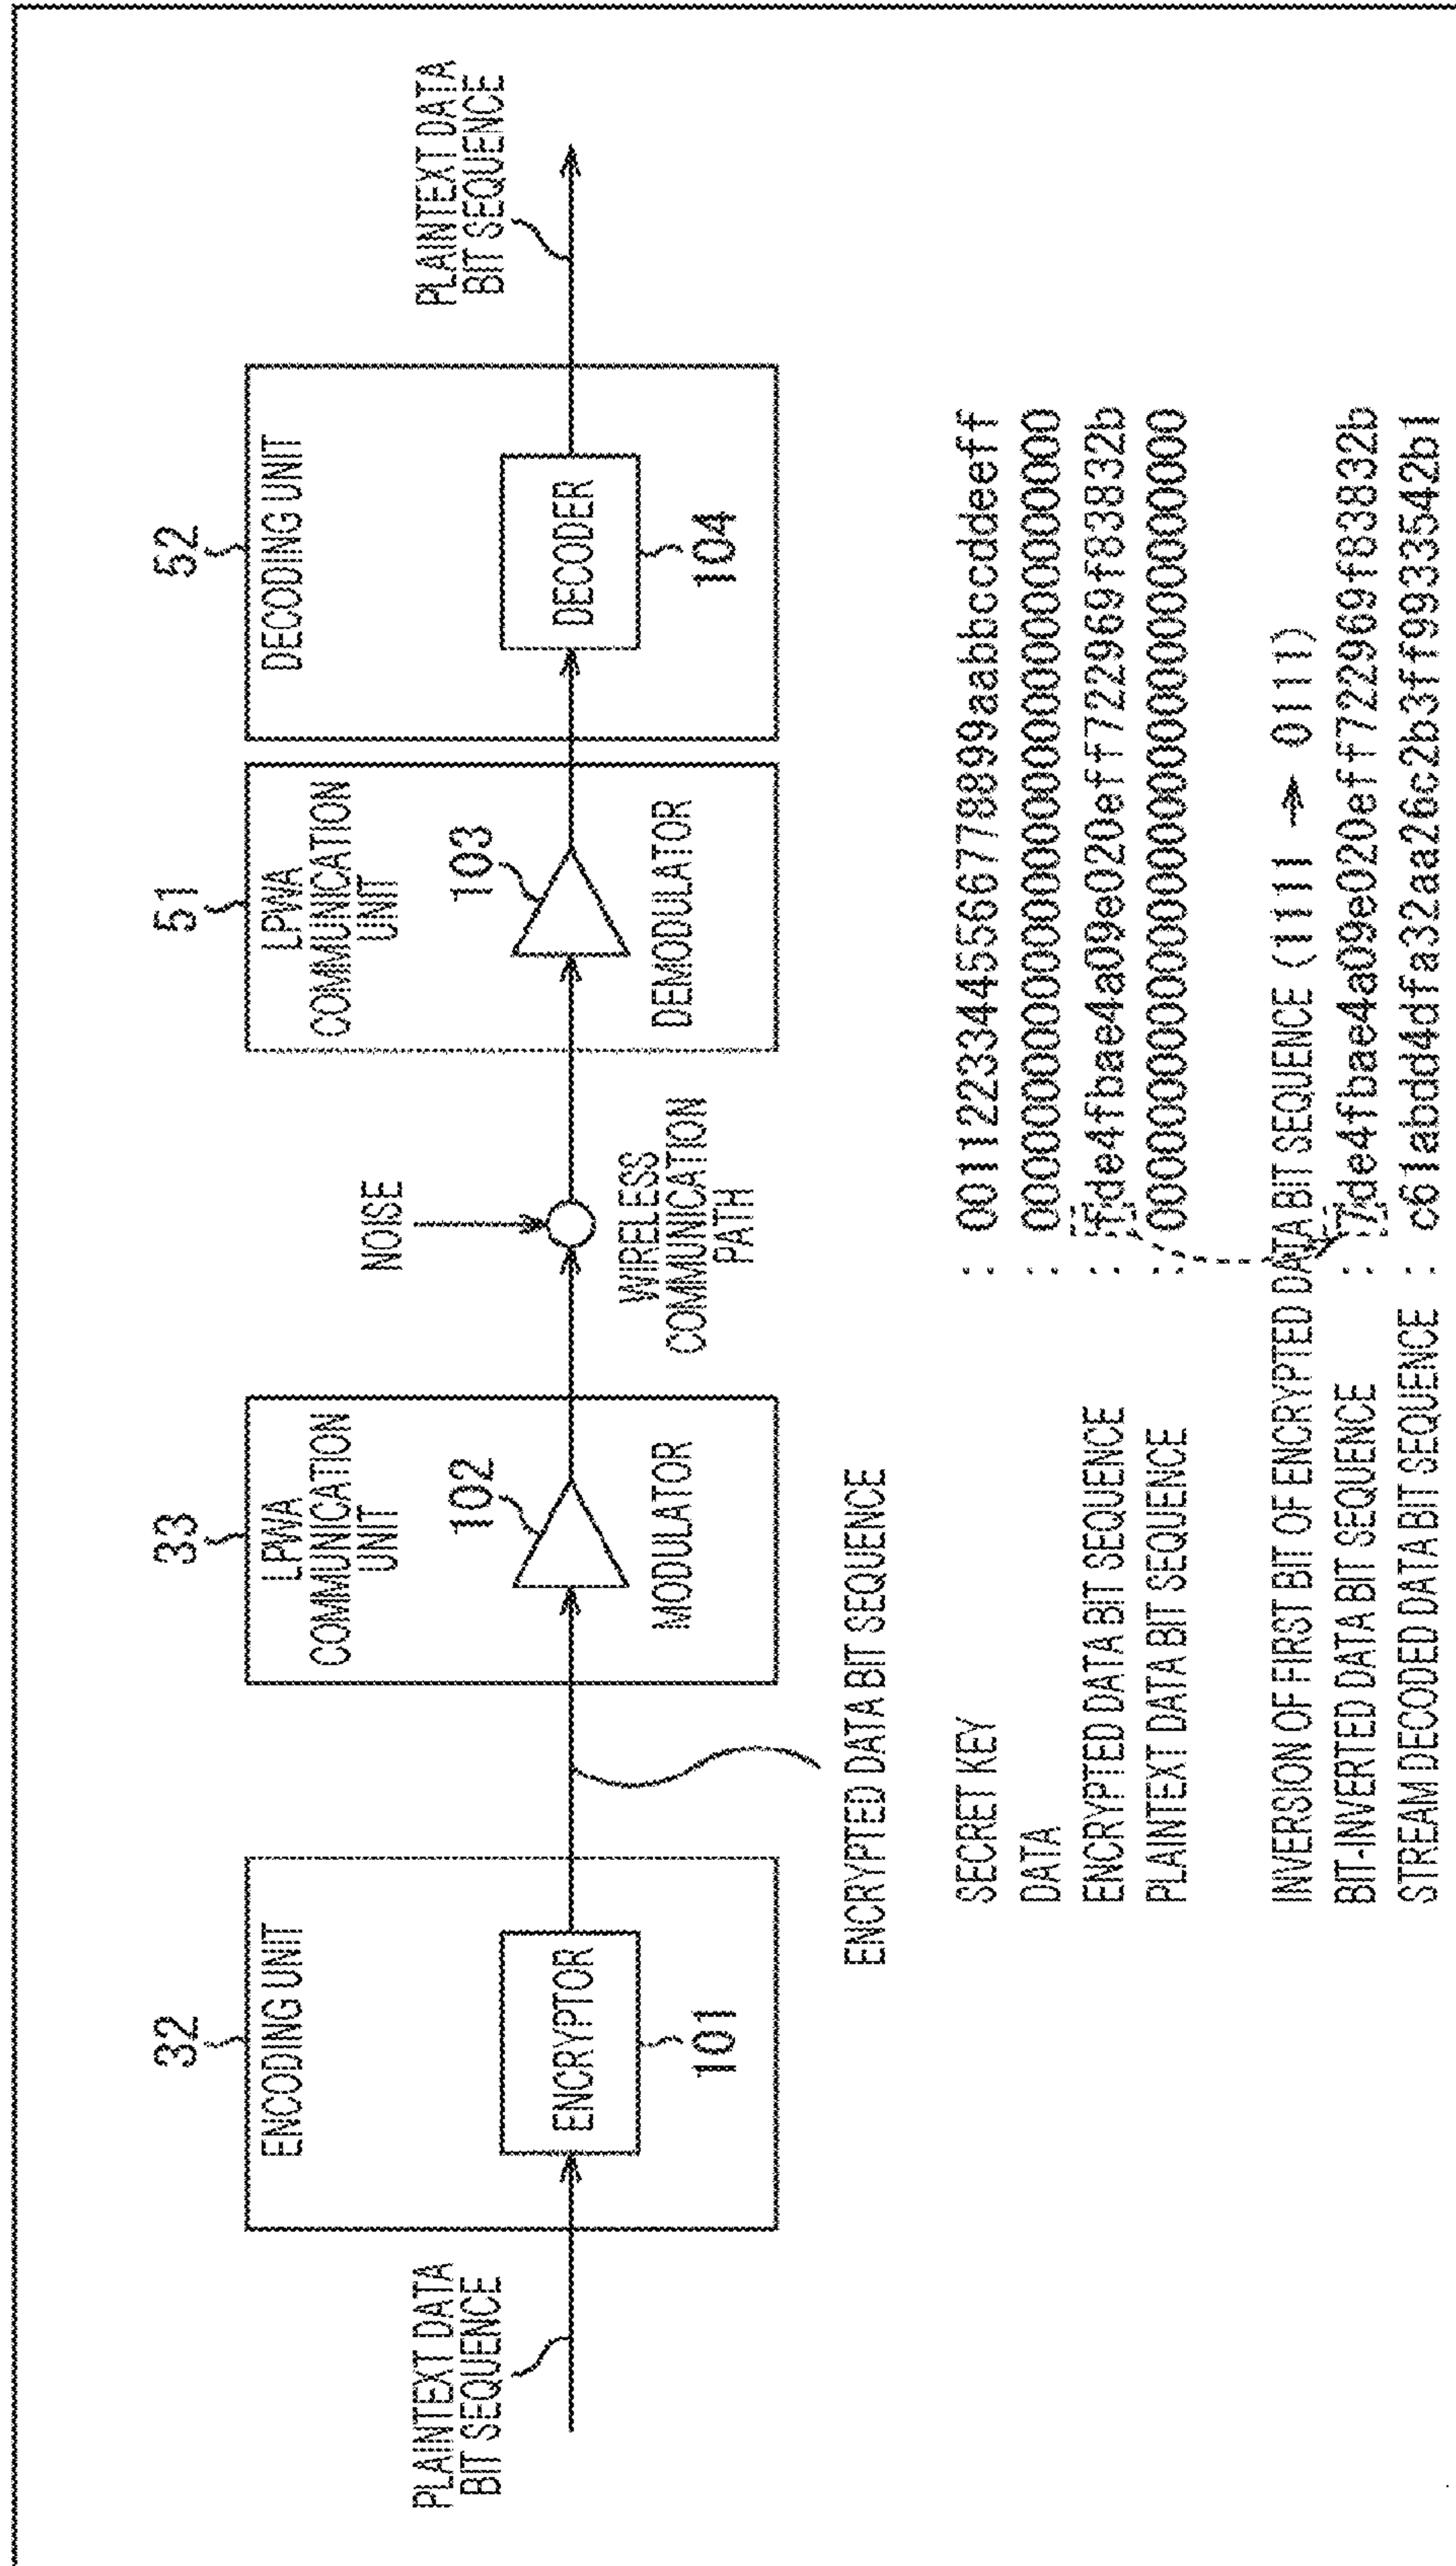 32
33
51
52
ENCODING UNIT
LPWA
COMMUNICATION
UNIT
LPWA
COMMUNICATION
UNIT
DECODING UNIT
PLAINTEXT DATA
BIT SEQUENCE
NOISE
PLAINTEXT DATA
BIT SEQUENCE
102
103
ENCRYPTOR
DECODER
101
MODULATOR
WIRELESS
COMMUNICATION
PATH
DEMODULATOR
104
ENCRYPTED DATA BIT SEQUENCE
SECRET KEY : 00112233445566778899aabbccddeeff
DATA : 00000000000000000000000000000000
ENCRYPTED DATA BIT SEQUENCE : fde4fbae4a09e020eff722969f83832b
PLAINTEXT DATA BIT SEQUENCE : 00000000000000000000000000000000
INVERSION OF FIRST BIT OF ENCRYPTED DATA BIT SEQUENCE (1111 → 0111)
BIT-INVERTED DATA BIT SEQUENCE : 7de4fbae4a09e020eff722969f83832b
STREAM DECODED DATA BIT SEQUENCE : c61abdd4dfa32aa26c2b3ff9933542b1